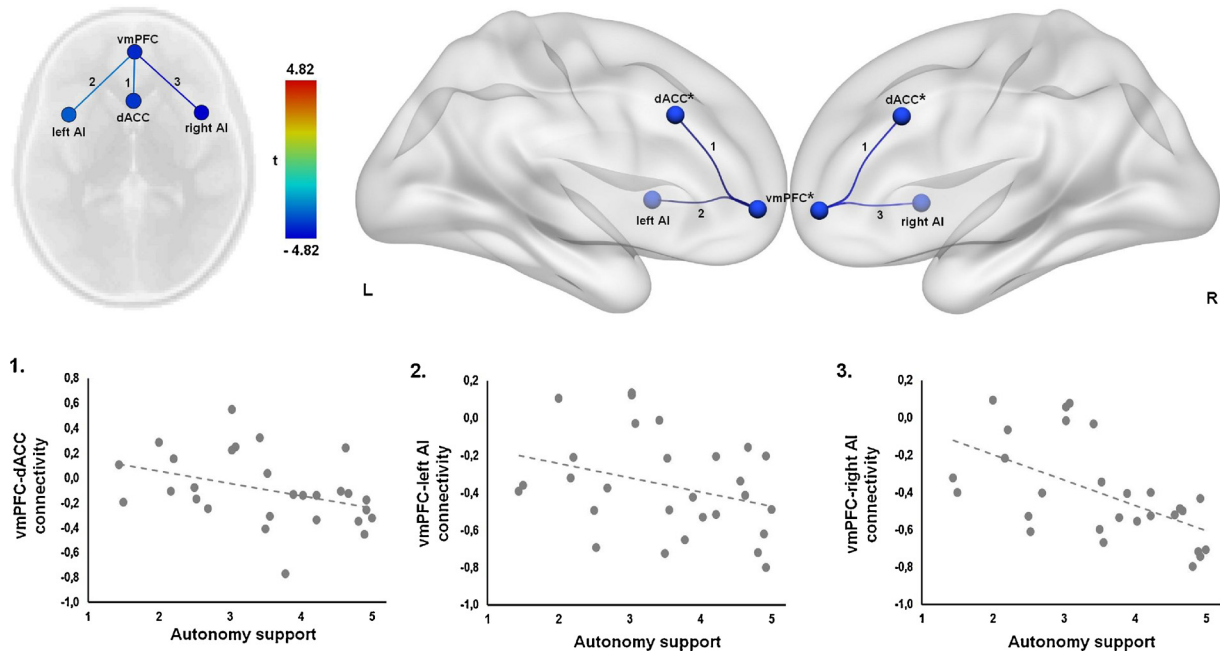 vmPFC
2
1
3
left AI
dACC
right AI
4.82
t
- 4.82
dACC*
1
left AI
2
vmPFC*
dACC*
1
3
right AI
L
R
1.
vmPFC-dACC
connectivity
0,8
0,6
0,4
0,2
0,0
-0,2
-0,4
-0,6
-0,8
-1,0
1
2
3
4
5
Autonomy support
2.
vmPFC-left AI
connectivity
0,2
0,0
-0,2
-0,4
-0,6
-0,8
-1,0
1
2
3
4
5
Autonomy support
3.
vmPFC-right AI
connectivity
0,2
0,0
-0,2
-0,4
-0,6
-0,8
-1,0
1
2
3
4
5
Autonomy support